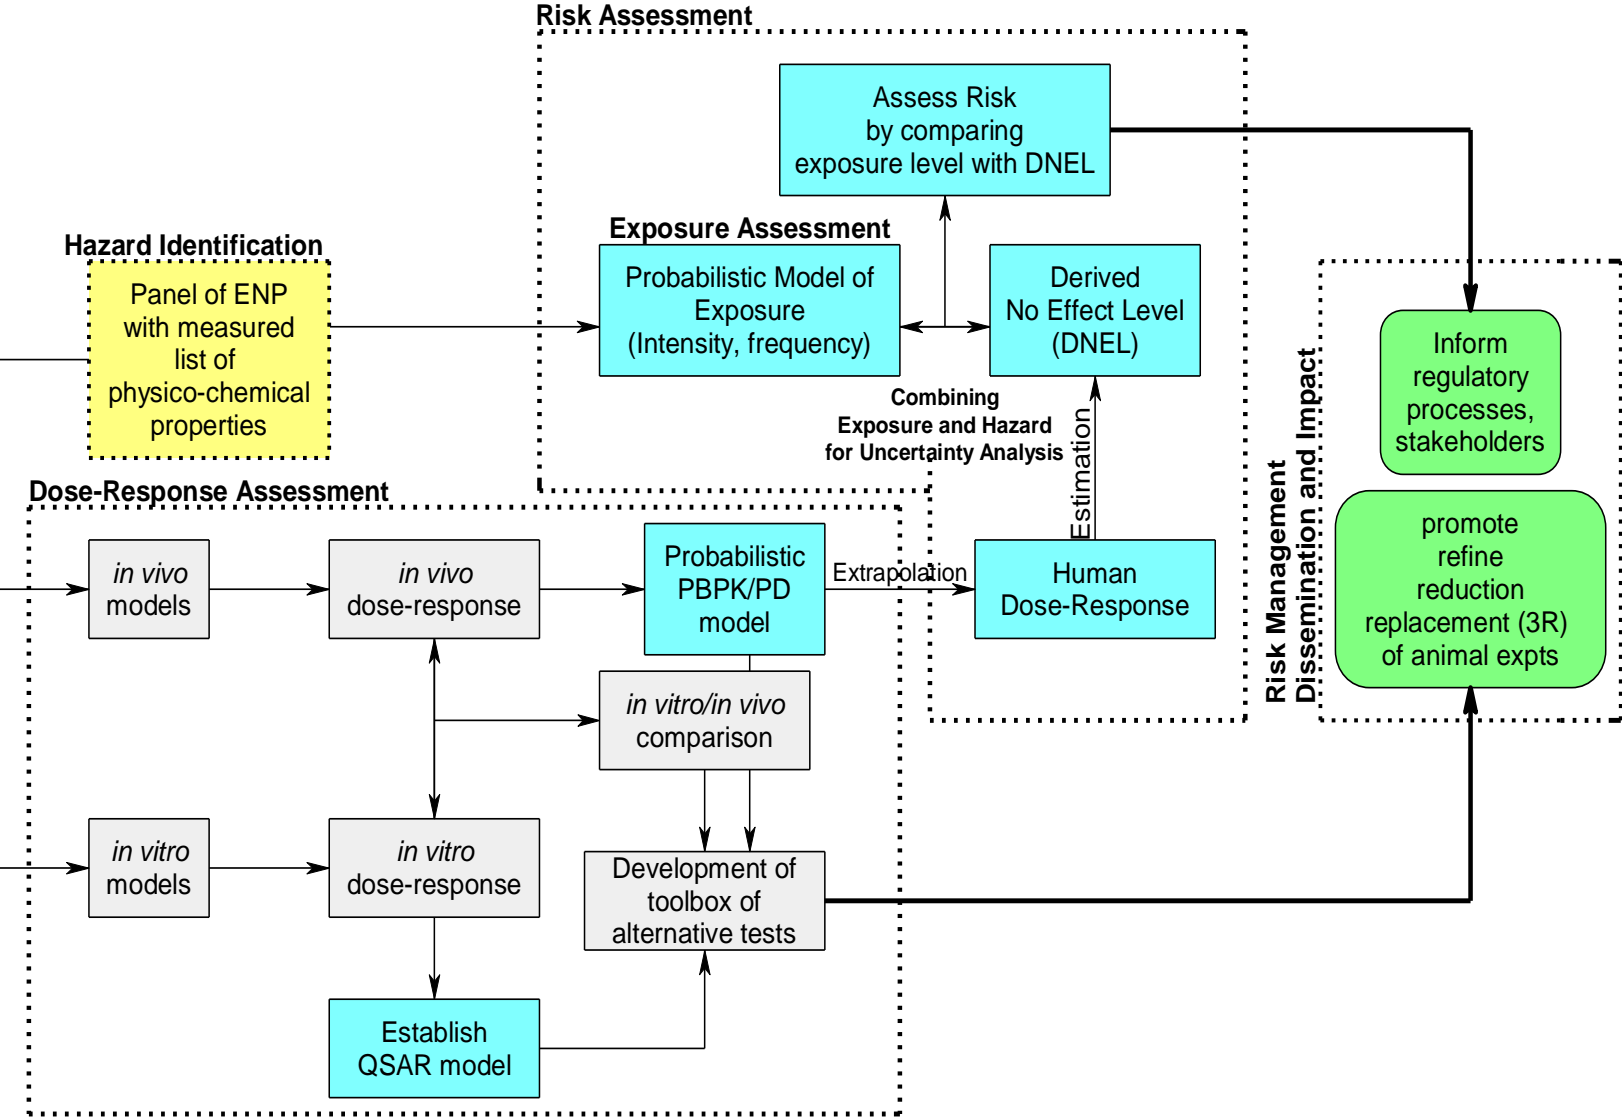 Risk Assessment
Assess Risk
by comparing
exposure level with DNEL
Exposure Assessment
Hazard Identification
Panel of ENP
with measured
list of
physico-chemical
properties
Probabilistic Model of
Exposure
(Intensity, frequency)
Derived
No Effect Level
(DNEL)
Combining
Exposure and Hazard
for Uncertainty Analysis
Estimation
Inform
regulatory
processes,
stakeholders
Risk Management
Dissemination and Impact
promote
refine
reduction
replacement (3R)
of animal expts
Dose-Response Assessment
in vivo
models
in vivo
dose-response
Probabilistic
PBPK/PD
model
Extrapolation
Human
Dose-Response
in vitro/in vivo
comparison
in vitro
models
in vitro
dose-response
Development of
toolbox of
alternative tests
Establish
QSAR model